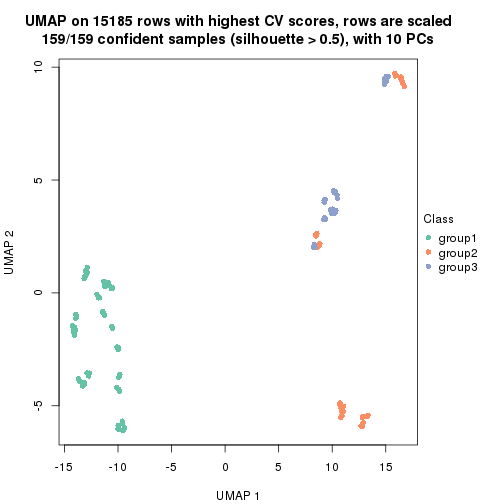 UMAP on 15185 rows with highest CV scores, rows are scaled
159/159 confident samples (silhouette > 0.5), with 10 PCs
10
5
0
-5
UMAP 2
-15
-10
-5
0
5
10
15
UMAP 1
Class
group1
group2
group3